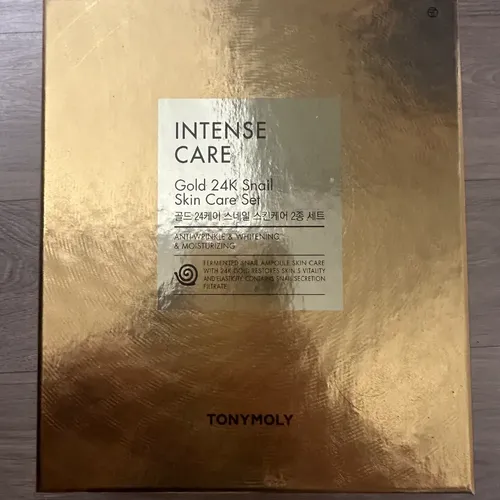 INTENSE
CARE
Gold 24K Snail
Skin Care Set
골드 24케어 스네일 스킨케어 2종 세트
ANTI-WRINKLE & WHITENING
& MOISTURIZING
FERMENTED SNAIL AMPOULE SKIN CARE
WITH 24K GOLD RESTORES SKIN'S VITALITY
AND ELASTICITY CONTAINS SNAIL SECRETION
FILTRATE
TONYMOLY